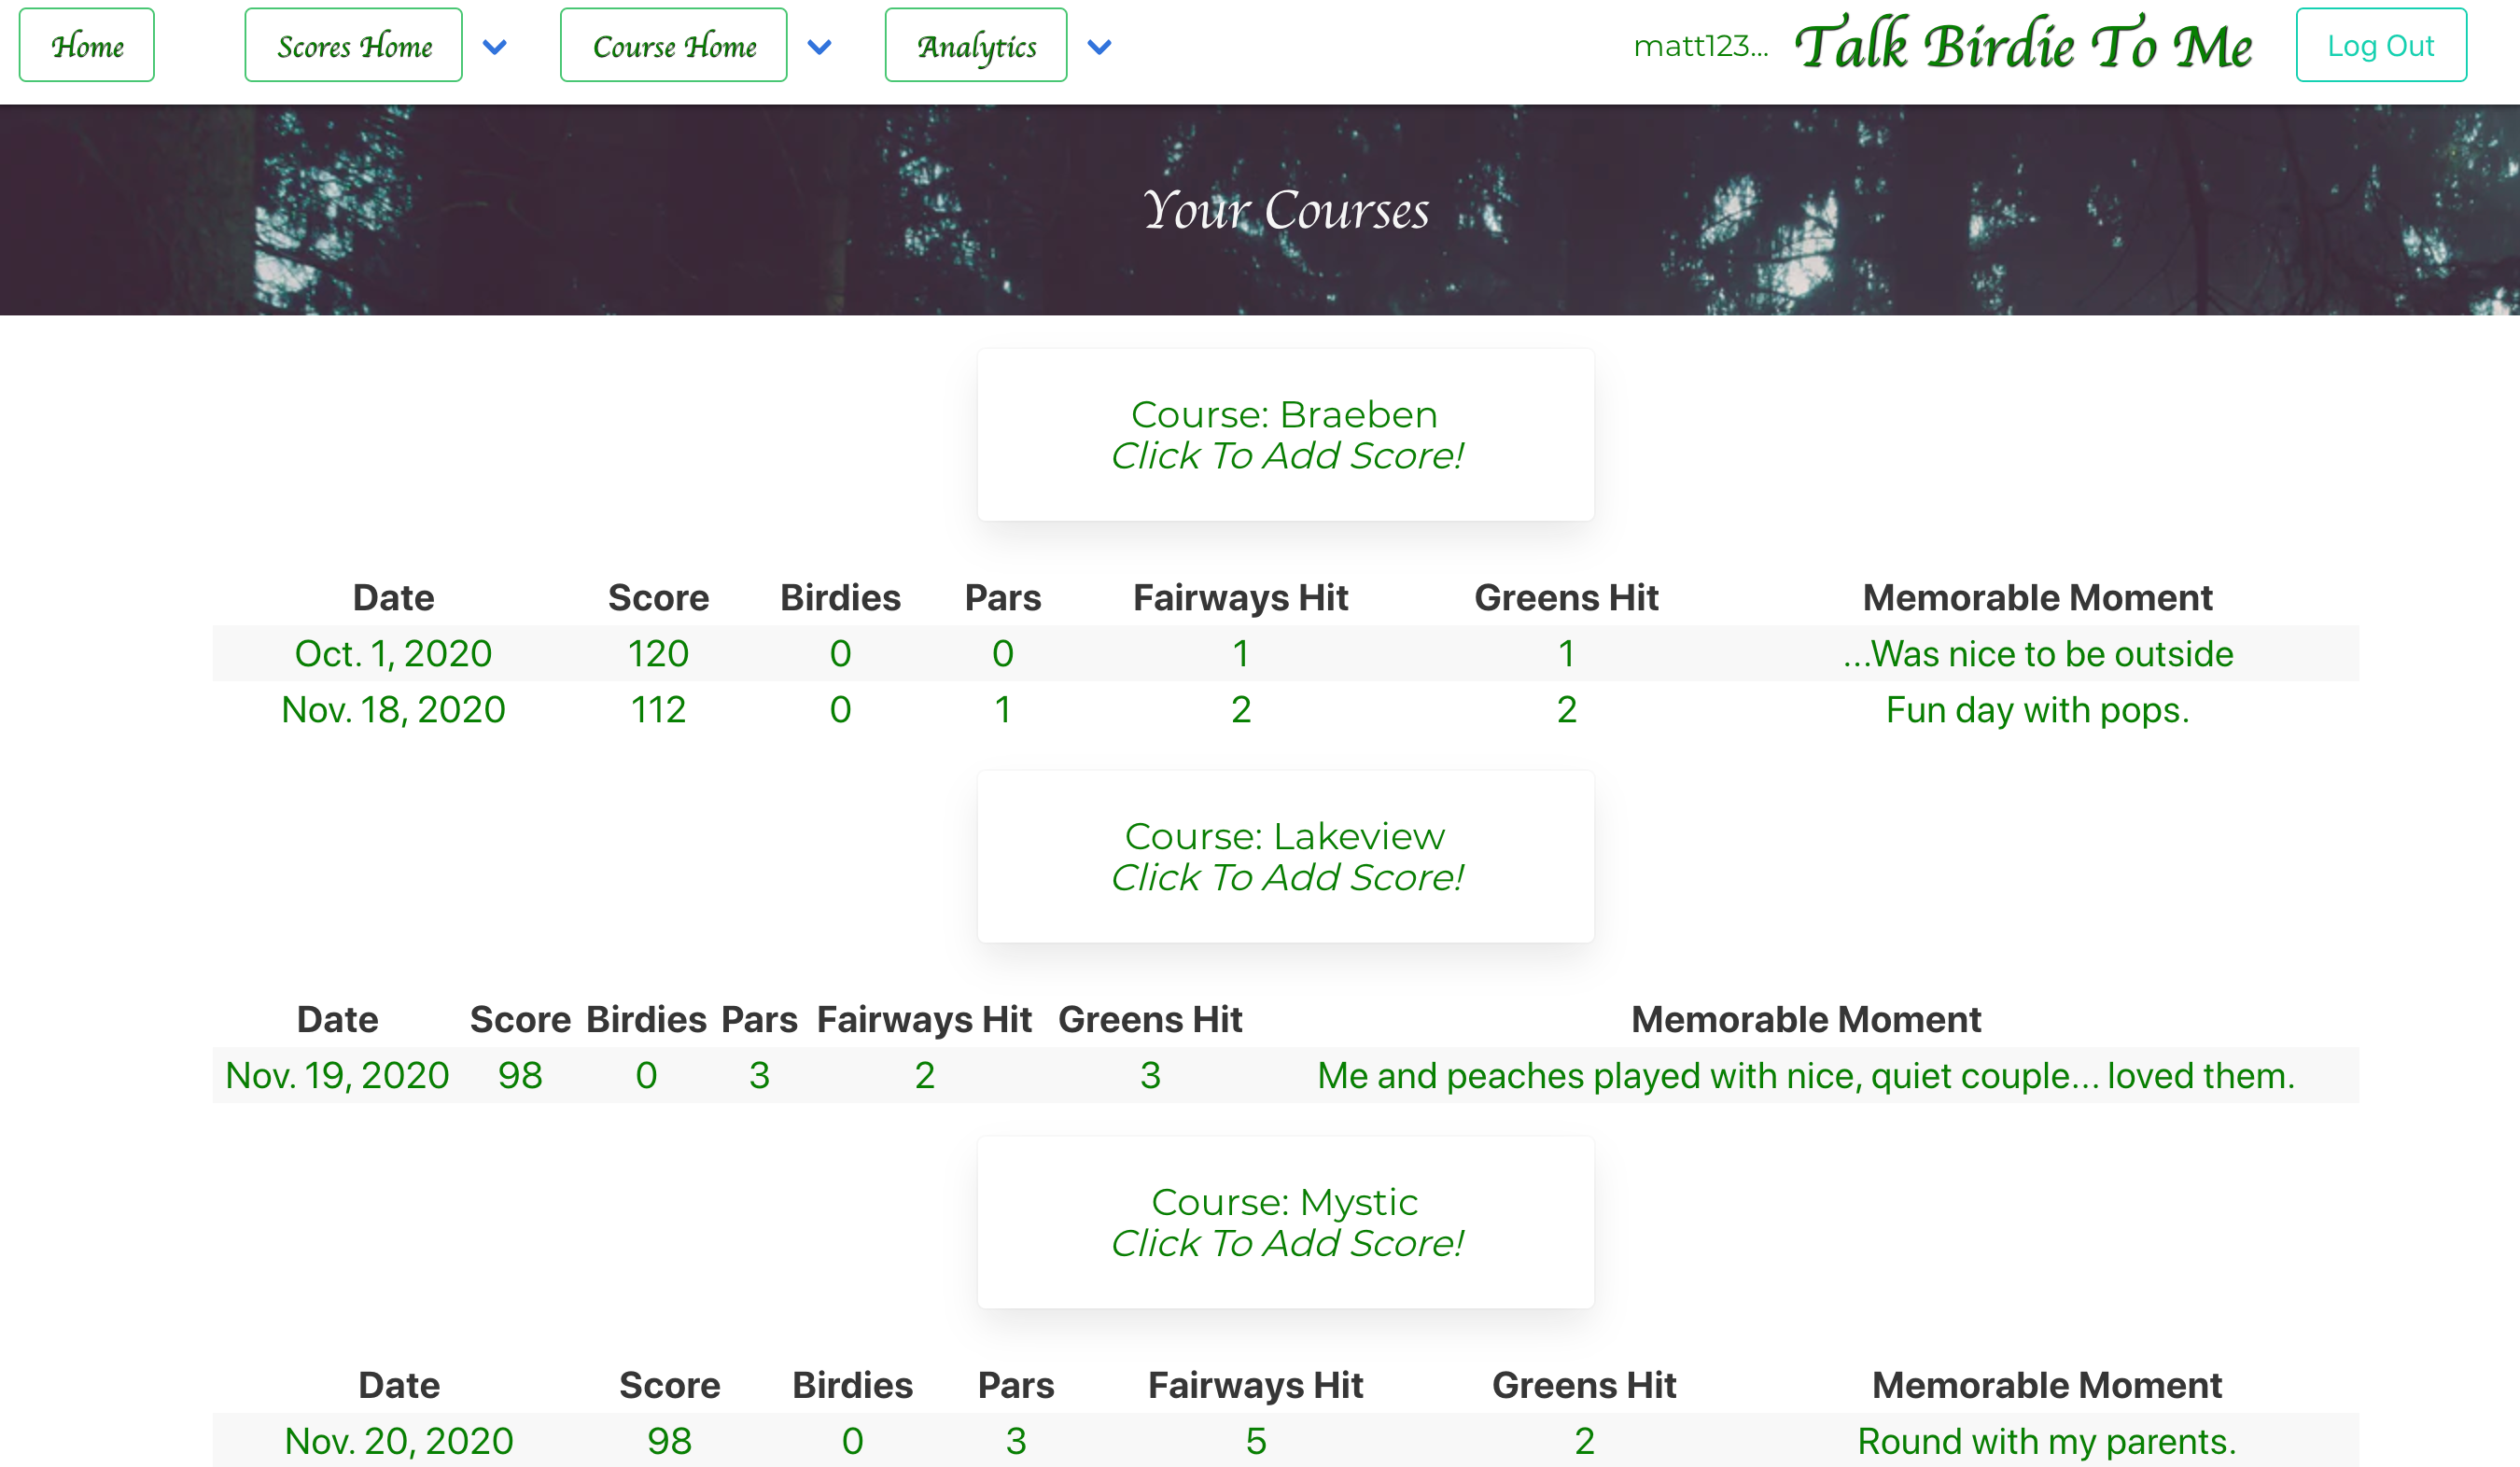 Home Scores Home Course Home Analytics matt123... Talk Birdie To Me Log Out
Your Courses
Course: Braeben
Click To Add Score!
Date Score Birdies Pars Fairways Hit Greens Hit Memorable Moment
Oct. 1, 2020 120 0 0 1 1 ...Was nice to be outside
Nov. 18, 2020 112 0 1 2 2 Fun day with pops.
Course: Lakeview
Click To Add Score!
Date Score Birdies Pars Fairways Hit Greens Hit Memorable Moment
Nov. 19, 2020 98 0 3 2 3 Me and peaches played with nice, quiet couple... loved them.
Course: Mystic
Click To Add Score!
Date Score Birdies Pars Fairways Hit Greens Hit Memorable Moment
Nov. 20, 2020 98 0 3 5 2 Round with my parents.